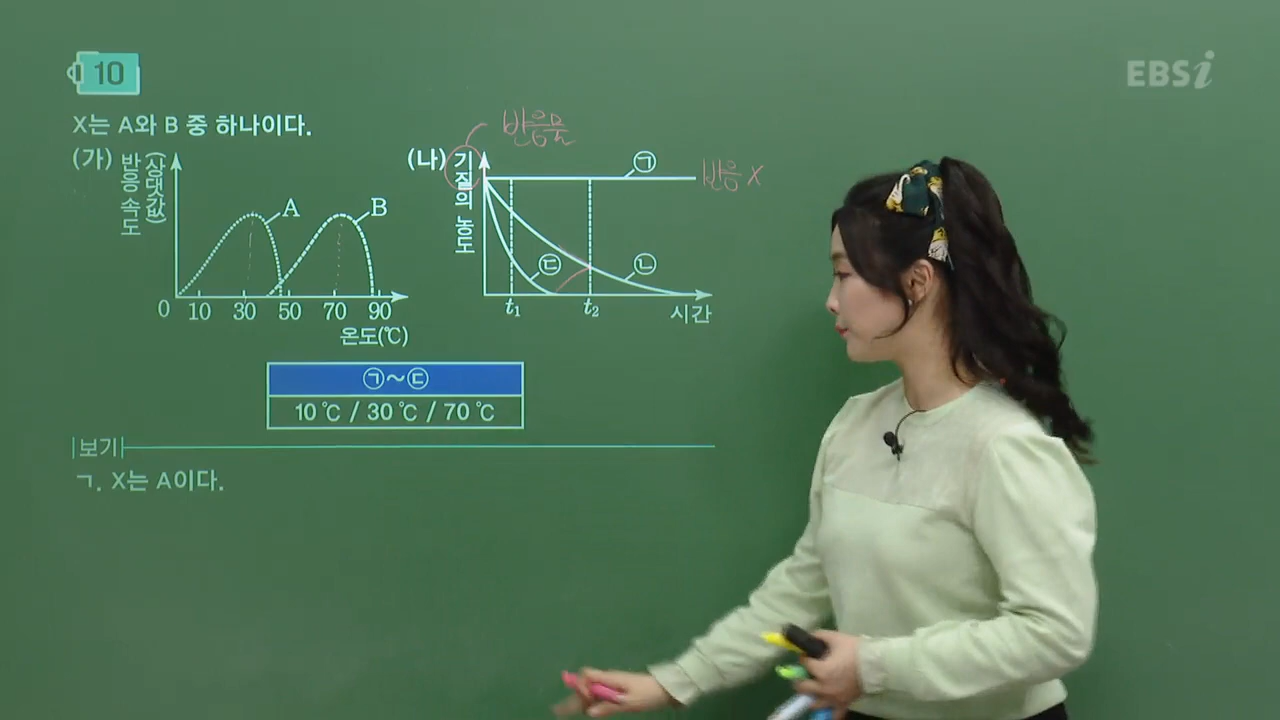 10
EBSi
X는 A와 B 중 하나이다.
반응물
(가)
반응 속도
(상댓값)
A
B
0
10
30
50
70
90
온도(℃)
(나)
기질의 농도
㉠
반응 X
㉢
㉡
t₁
t₂
시간
㉠~㉢
10 ℃ / 30 ℃ / 70 ℃
보기
ㄱ. X는 A이다.